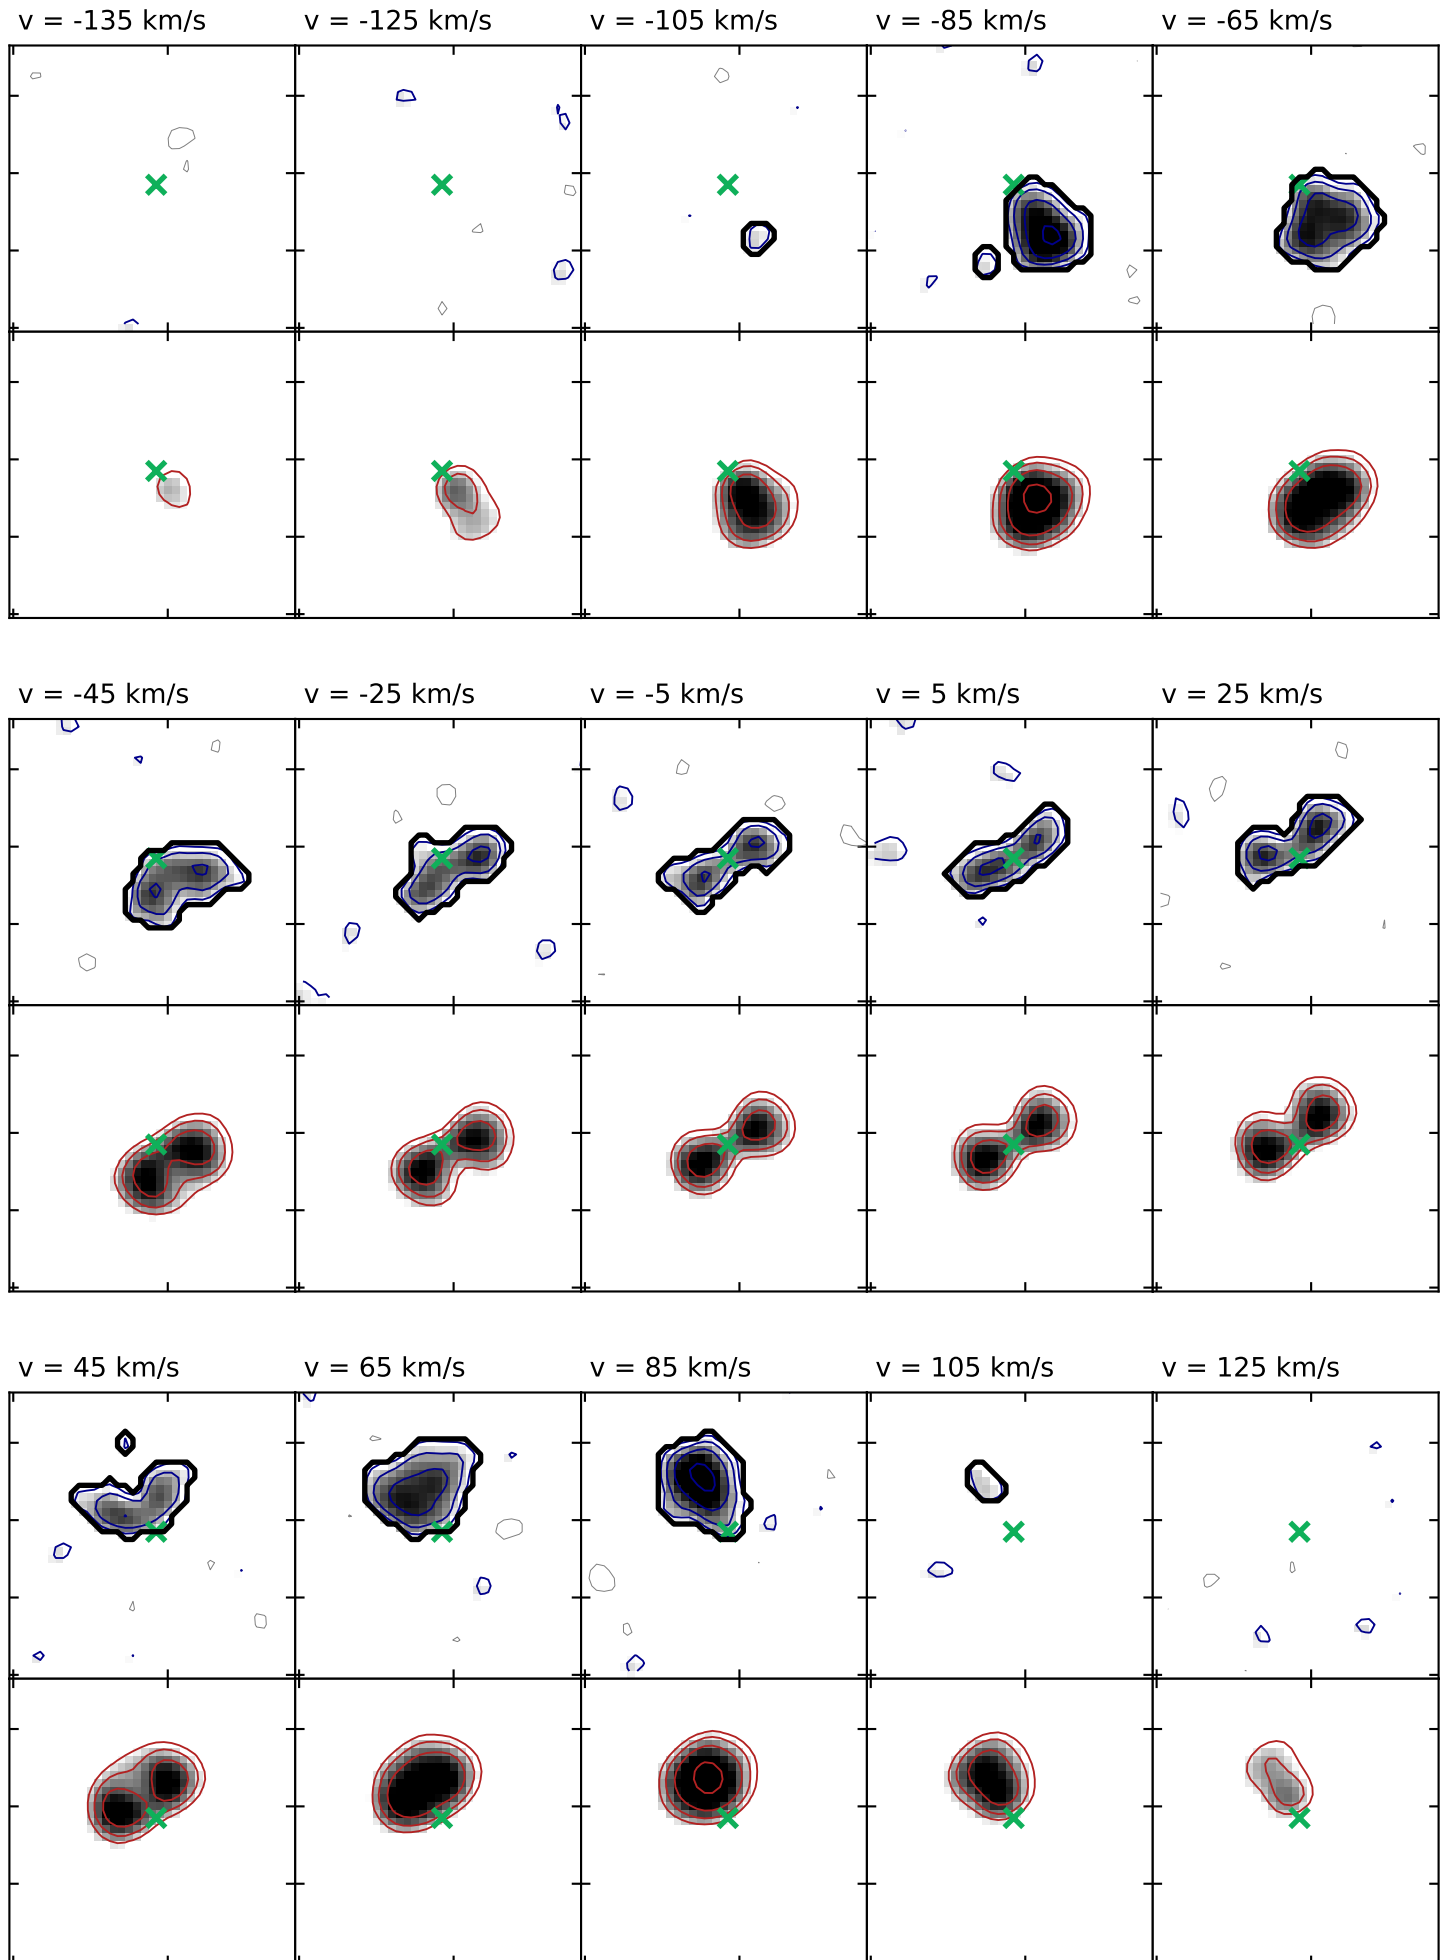 v = -135 km/s
v = -125 km/s
v = -105 km/s
v = -85 km/s
v = -65 km/s
v = -45 km/s
v = -25 km/s
v = -5 km/s
v = 5 km/s
v = 25 km/s
v = 45 km/s
v = 65 km/s
v = 85 km/s
v = 105 km/s
v = 125 km/s